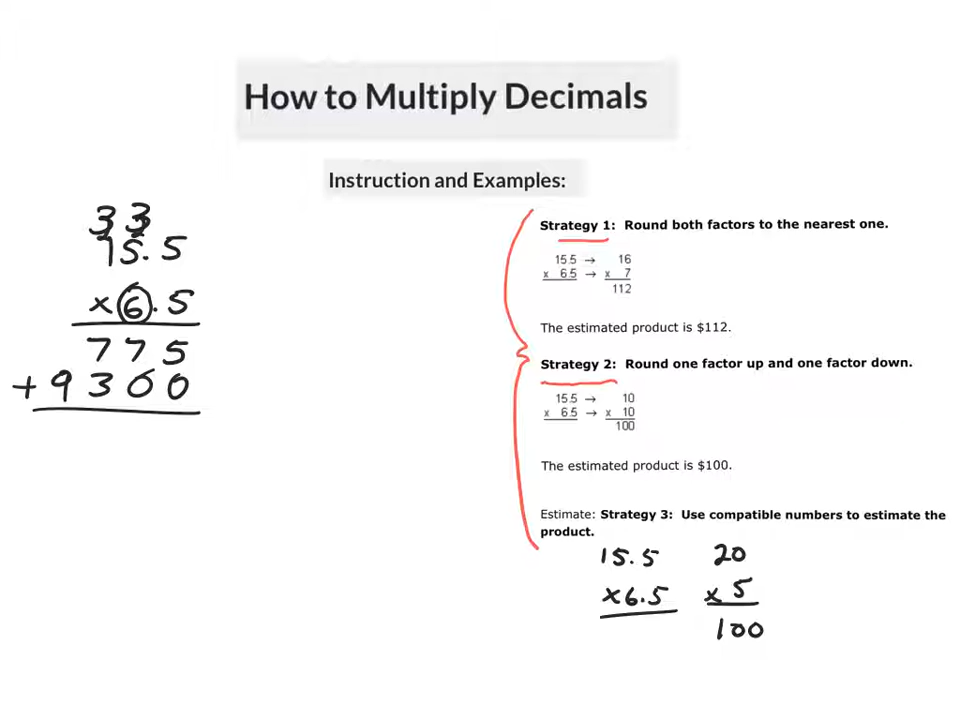 How to Multiply Decimals
Instruction and Examples:
3 3
15.5
×6.5
775
+9300
Strategy 1: Round both factors to the nearest one.
15.5 → 16
x 6.5 → x 7
112
The estimated product is $112.
Strategy 2: Round one factor up and one factor down.
15.5 → 10
x 6.5 → x 10
100
The estimated product is $100.
Estimate: Strategy 3: Use compatible numbers to estimate the
product.
15.5 20
×6.5 × 5
100